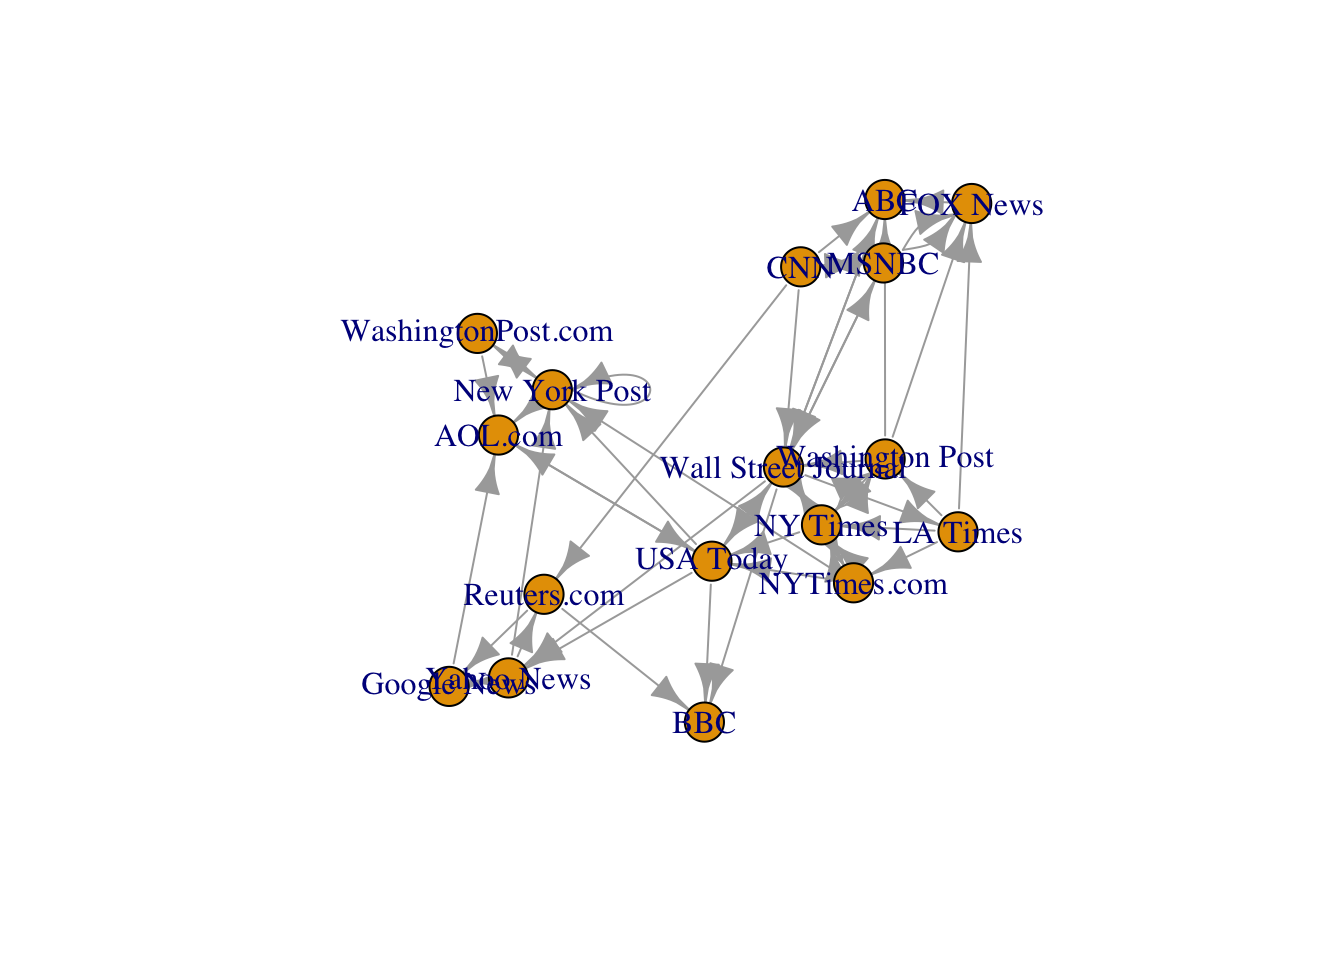 ABC
FOX News
CNN
MSNBC
WashingtonPost.com
New York Post
AOL.com
Washington Post
Wall Street Journal
NY Times
LA Times
USA Today
NYTimes.com
Reuters.com
Yahoo News
Google News
BBC